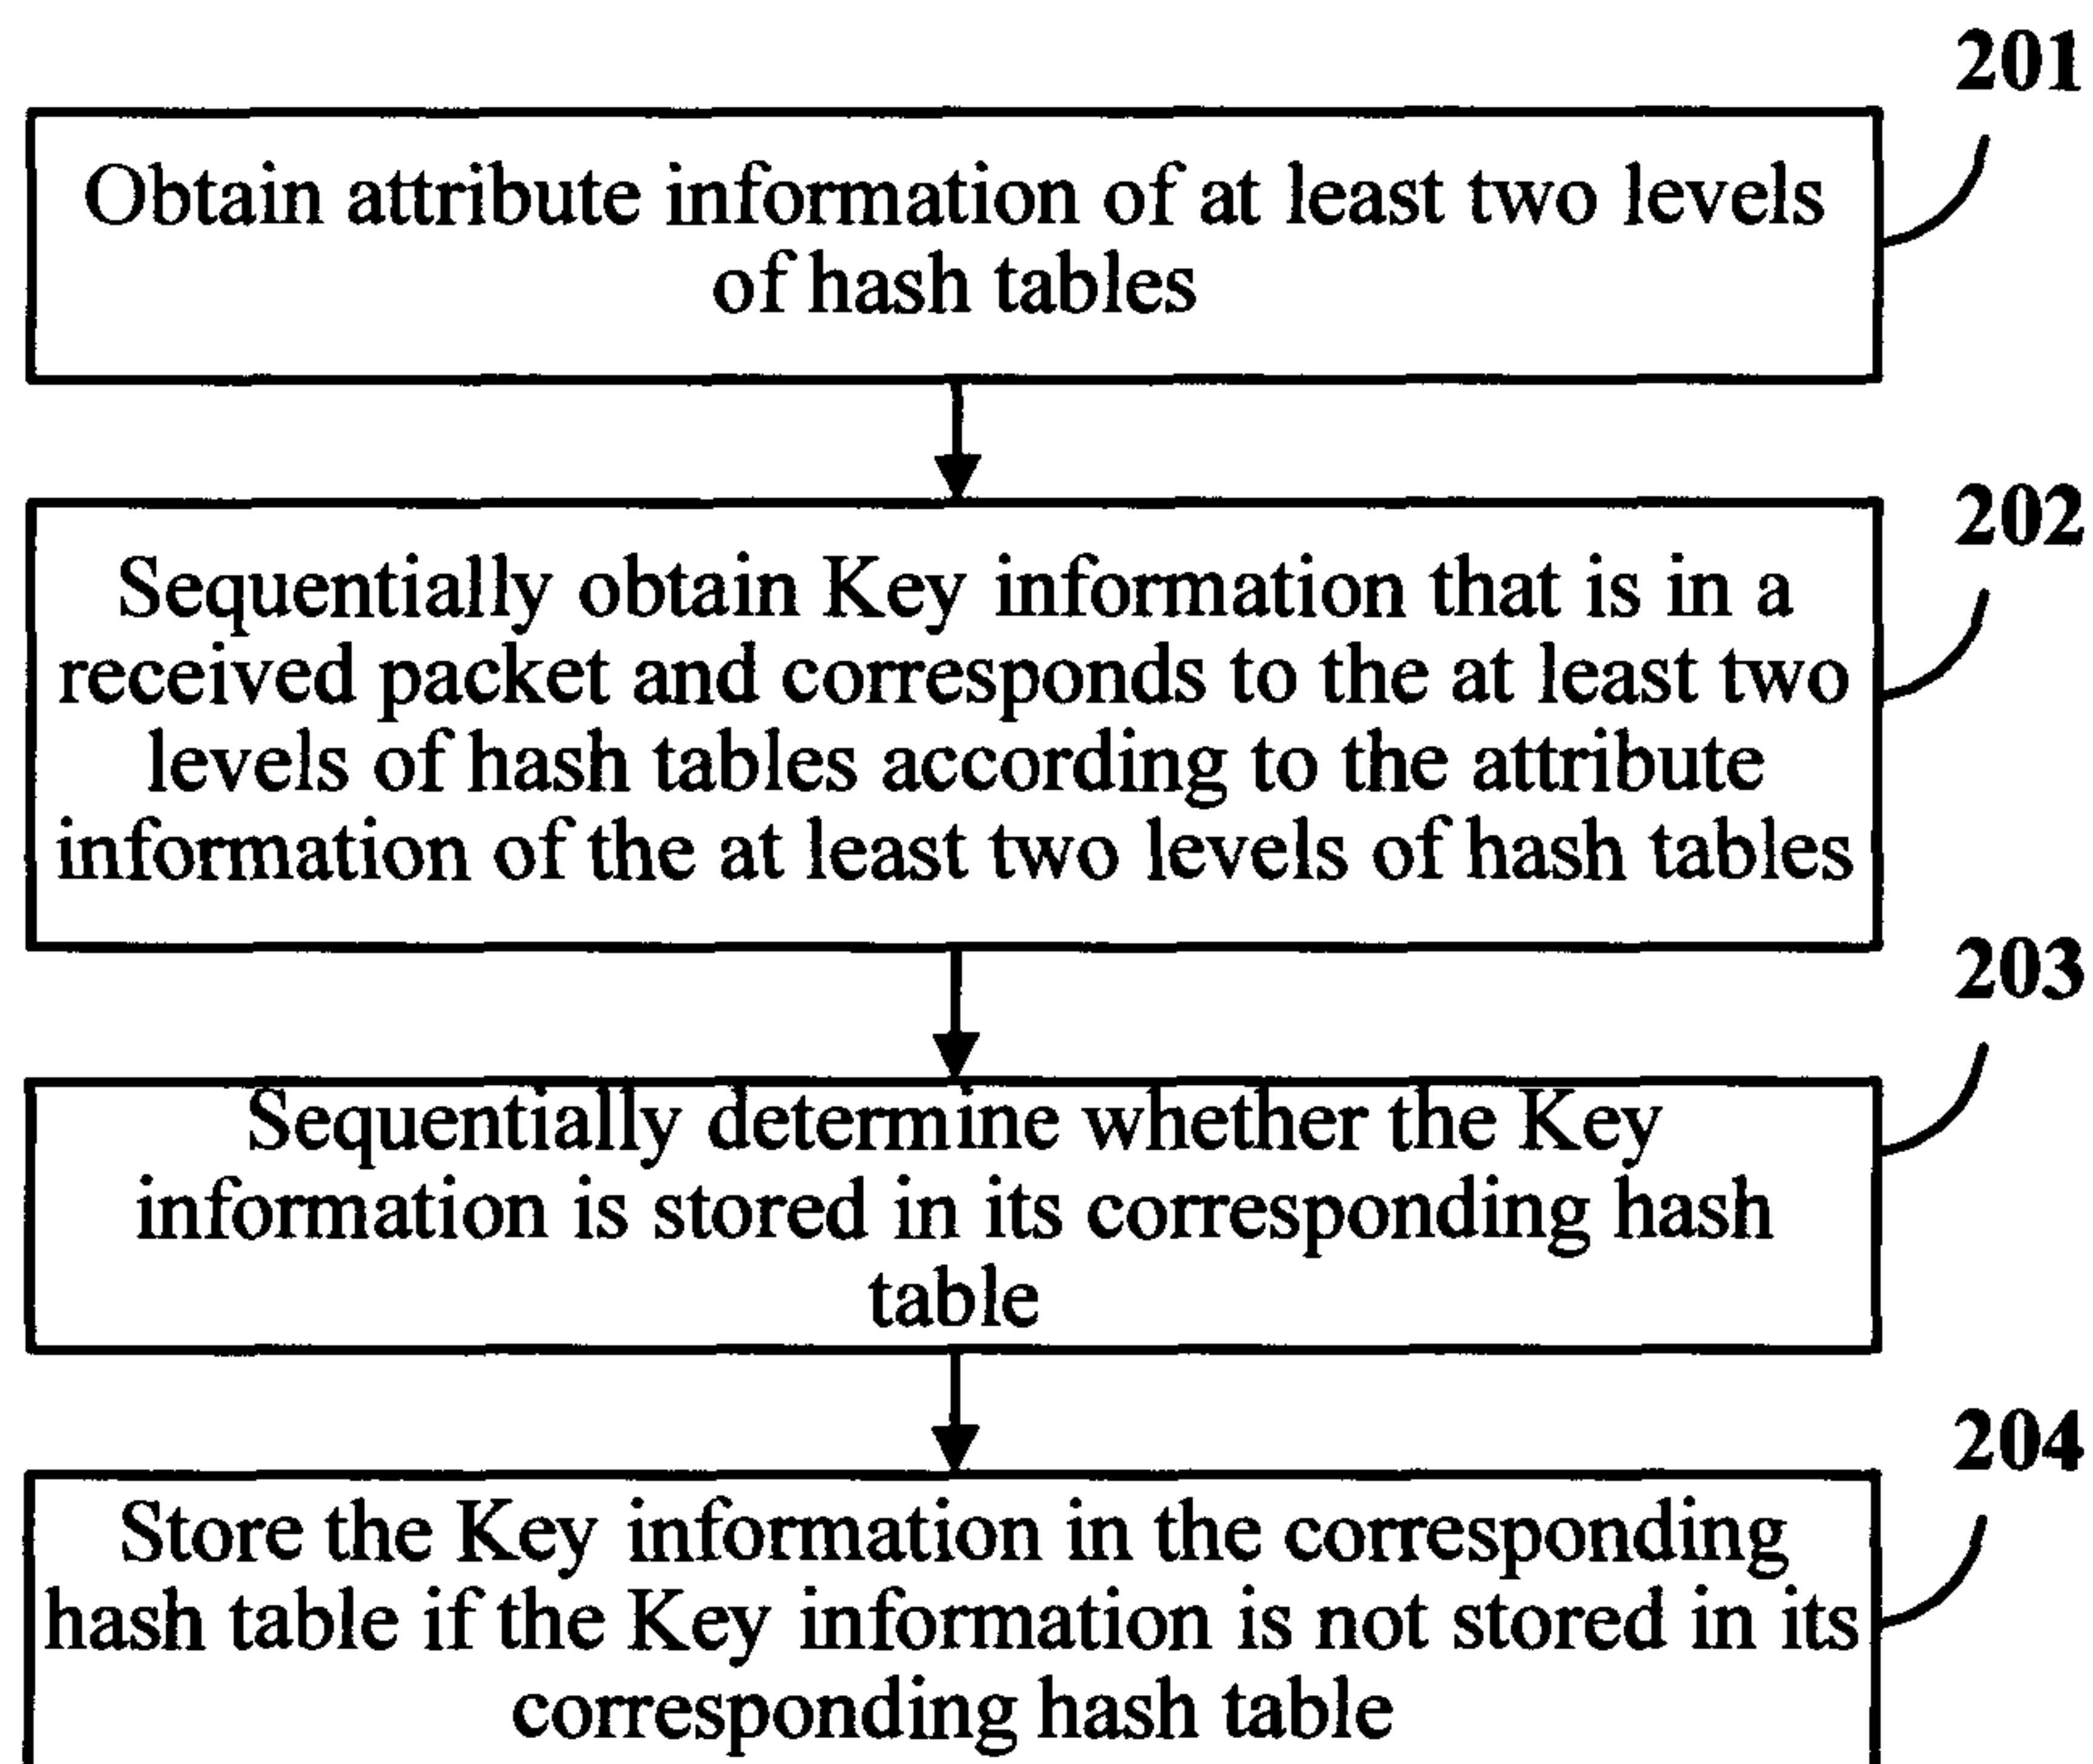 201
Obtain attribute information of at least two levels
of hash tables
202
Sequentially obtain Key information that is in a
received packet and corresponds to the at least two
levels of hash tables according to the attribute
information of the at least two levels of hash tables
203
Sequentially determine whether the Key
information is stored in its corresponding hash
table
204
Store the Key information in the corresponding
hash table if the Key information is not stored in its
corresponding hash table